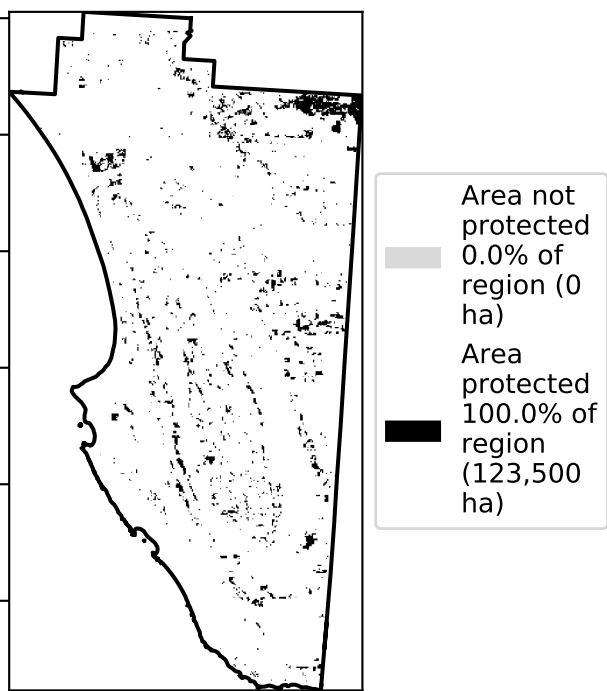 Area not
protected
0.0% of
region (0
ha)
Area
protected
100.0% of
region
(123,500
ha)